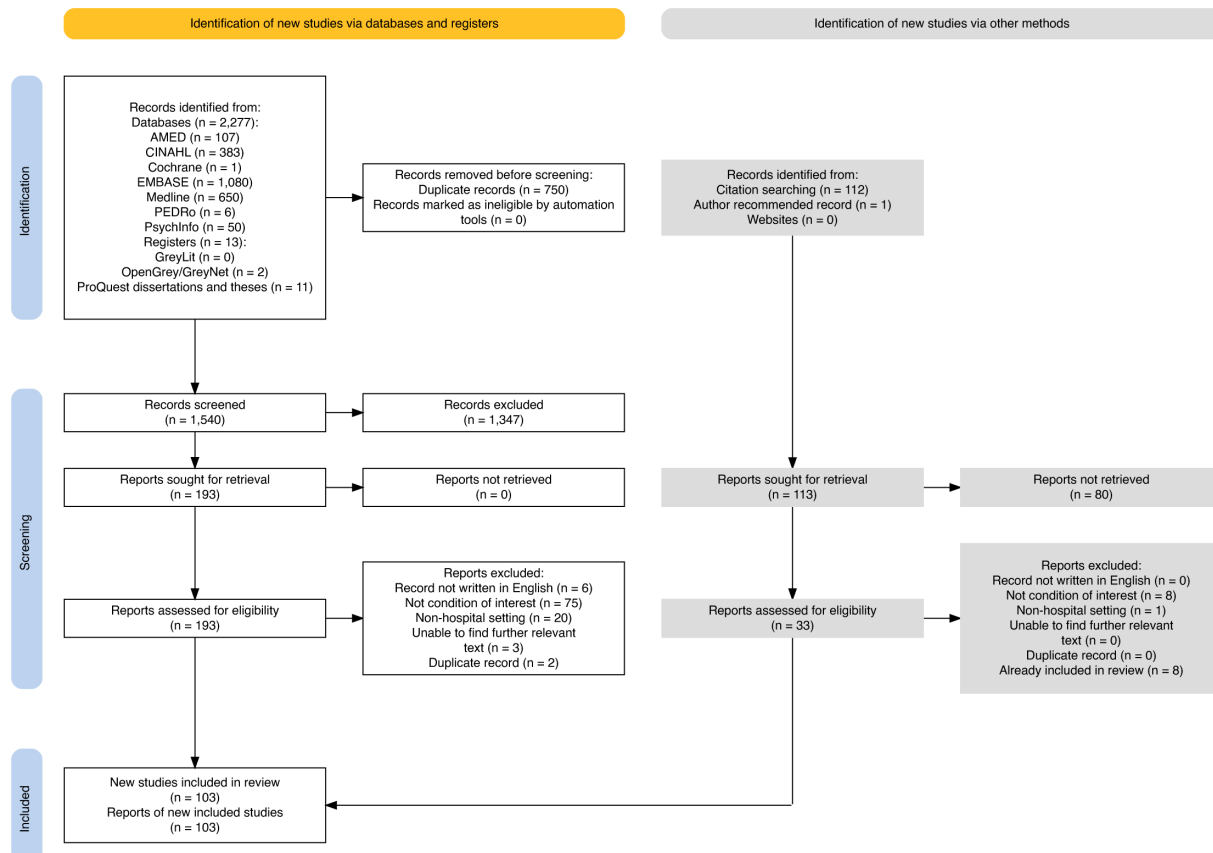 Identification of new studies via databases and registers
Identification of new studies via other methods
Identification
Records identified from:
Databases (n = 2,277):
AMED (n = 107)
CINAHL (n = 383)
Cochrane (n = 1)
EMBASE (n = 1,080)
Medline (n = 650)
PEDRo (n = 6)
PsychInfo (n = 50)
Registers (n = 13):
GreyLit (n = 0)
OpenGrey/GreyNet (n = 2)
ProQuest dissertations and theses (n = 11)
Records removed before screening:
Duplicate records (n = 750)
Records marked as ineligible by automation
tools (n = 0)
Records identified from:
Citation searching (n = 112)
Author recommended record (n = 1)
Websites (n = 0)
Screening
Records screened
(n = 1,540)
Records excluded
(n = 1,347)
Reports sought for retrieval
(n = 193)
Reports not retrieved
(n = 0)
Reports sought for retrieval
(n = 113)
Reports not retrieved
(n = 80)
Reports assessed for eligibility
(n = 193)
Reports excluded:
Record not written in English (n = 6)
Not condition of interest (n = 75)
Non-hospital setting (n = 20)
Unable to find further relevant
text (n = 3)
Duplicate record (n = 2)
Reports assessed for eligibility
(n = 33)
Reports excluded:
Record not written in English (n = 0)
Not condition of interest (n = 8)
Non-hospital setting (n = 1)
Unable to find further relevant
text (n = 0)
Duplicate record (n = 0)
Already included in review (n = 8)
Included
New studies included in review
(n = 103)
Reports of new included studies
(n = 103)